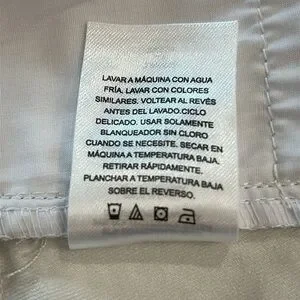 LAVAR A MÁQUINA CON AGUA
FRÍA. LAVAR CON COLORES
SIMILARES. VOLTEAR AL REVÉS
ANTES DEL LAVADO.CICLO
DELICADO. USAR SOLAMENTE
BLANQUEADOR SIN CLORO
CUANDO SE NECESITE. SECAR EN
MÁQUINA A TEMPERATURA BAJA.
RETIRAR RÁPIDAMENTE.
PLANCHAR A TEMPERATURA BAJA
SOBRE EL REVERSO.